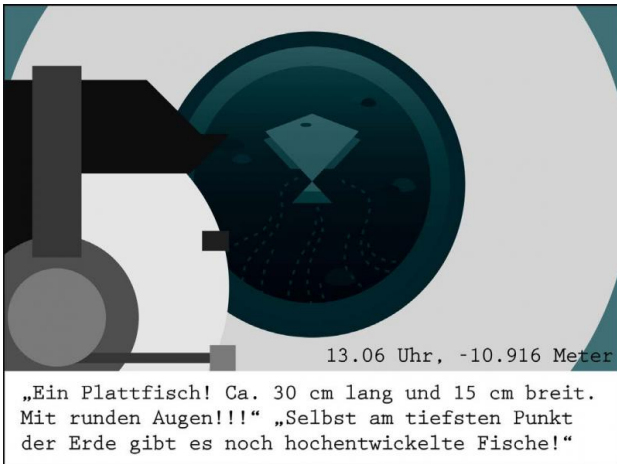 13.06 Uhr, -10.916 Meter
„Ein Plattfisch! Ca. 30 cm lang und 15 cm breit.
Mit runden Augen!!!“ „Selbst am tiefsten Punkt
der Erde gibt es noch hochentwickelte Fische!“